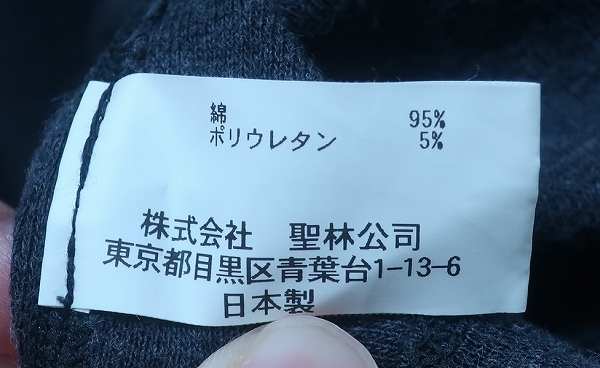 綿 95%
ポリウレタン 5%
株式会社 聖林公司
東京都目黒区青葉台1-13-6
日本製